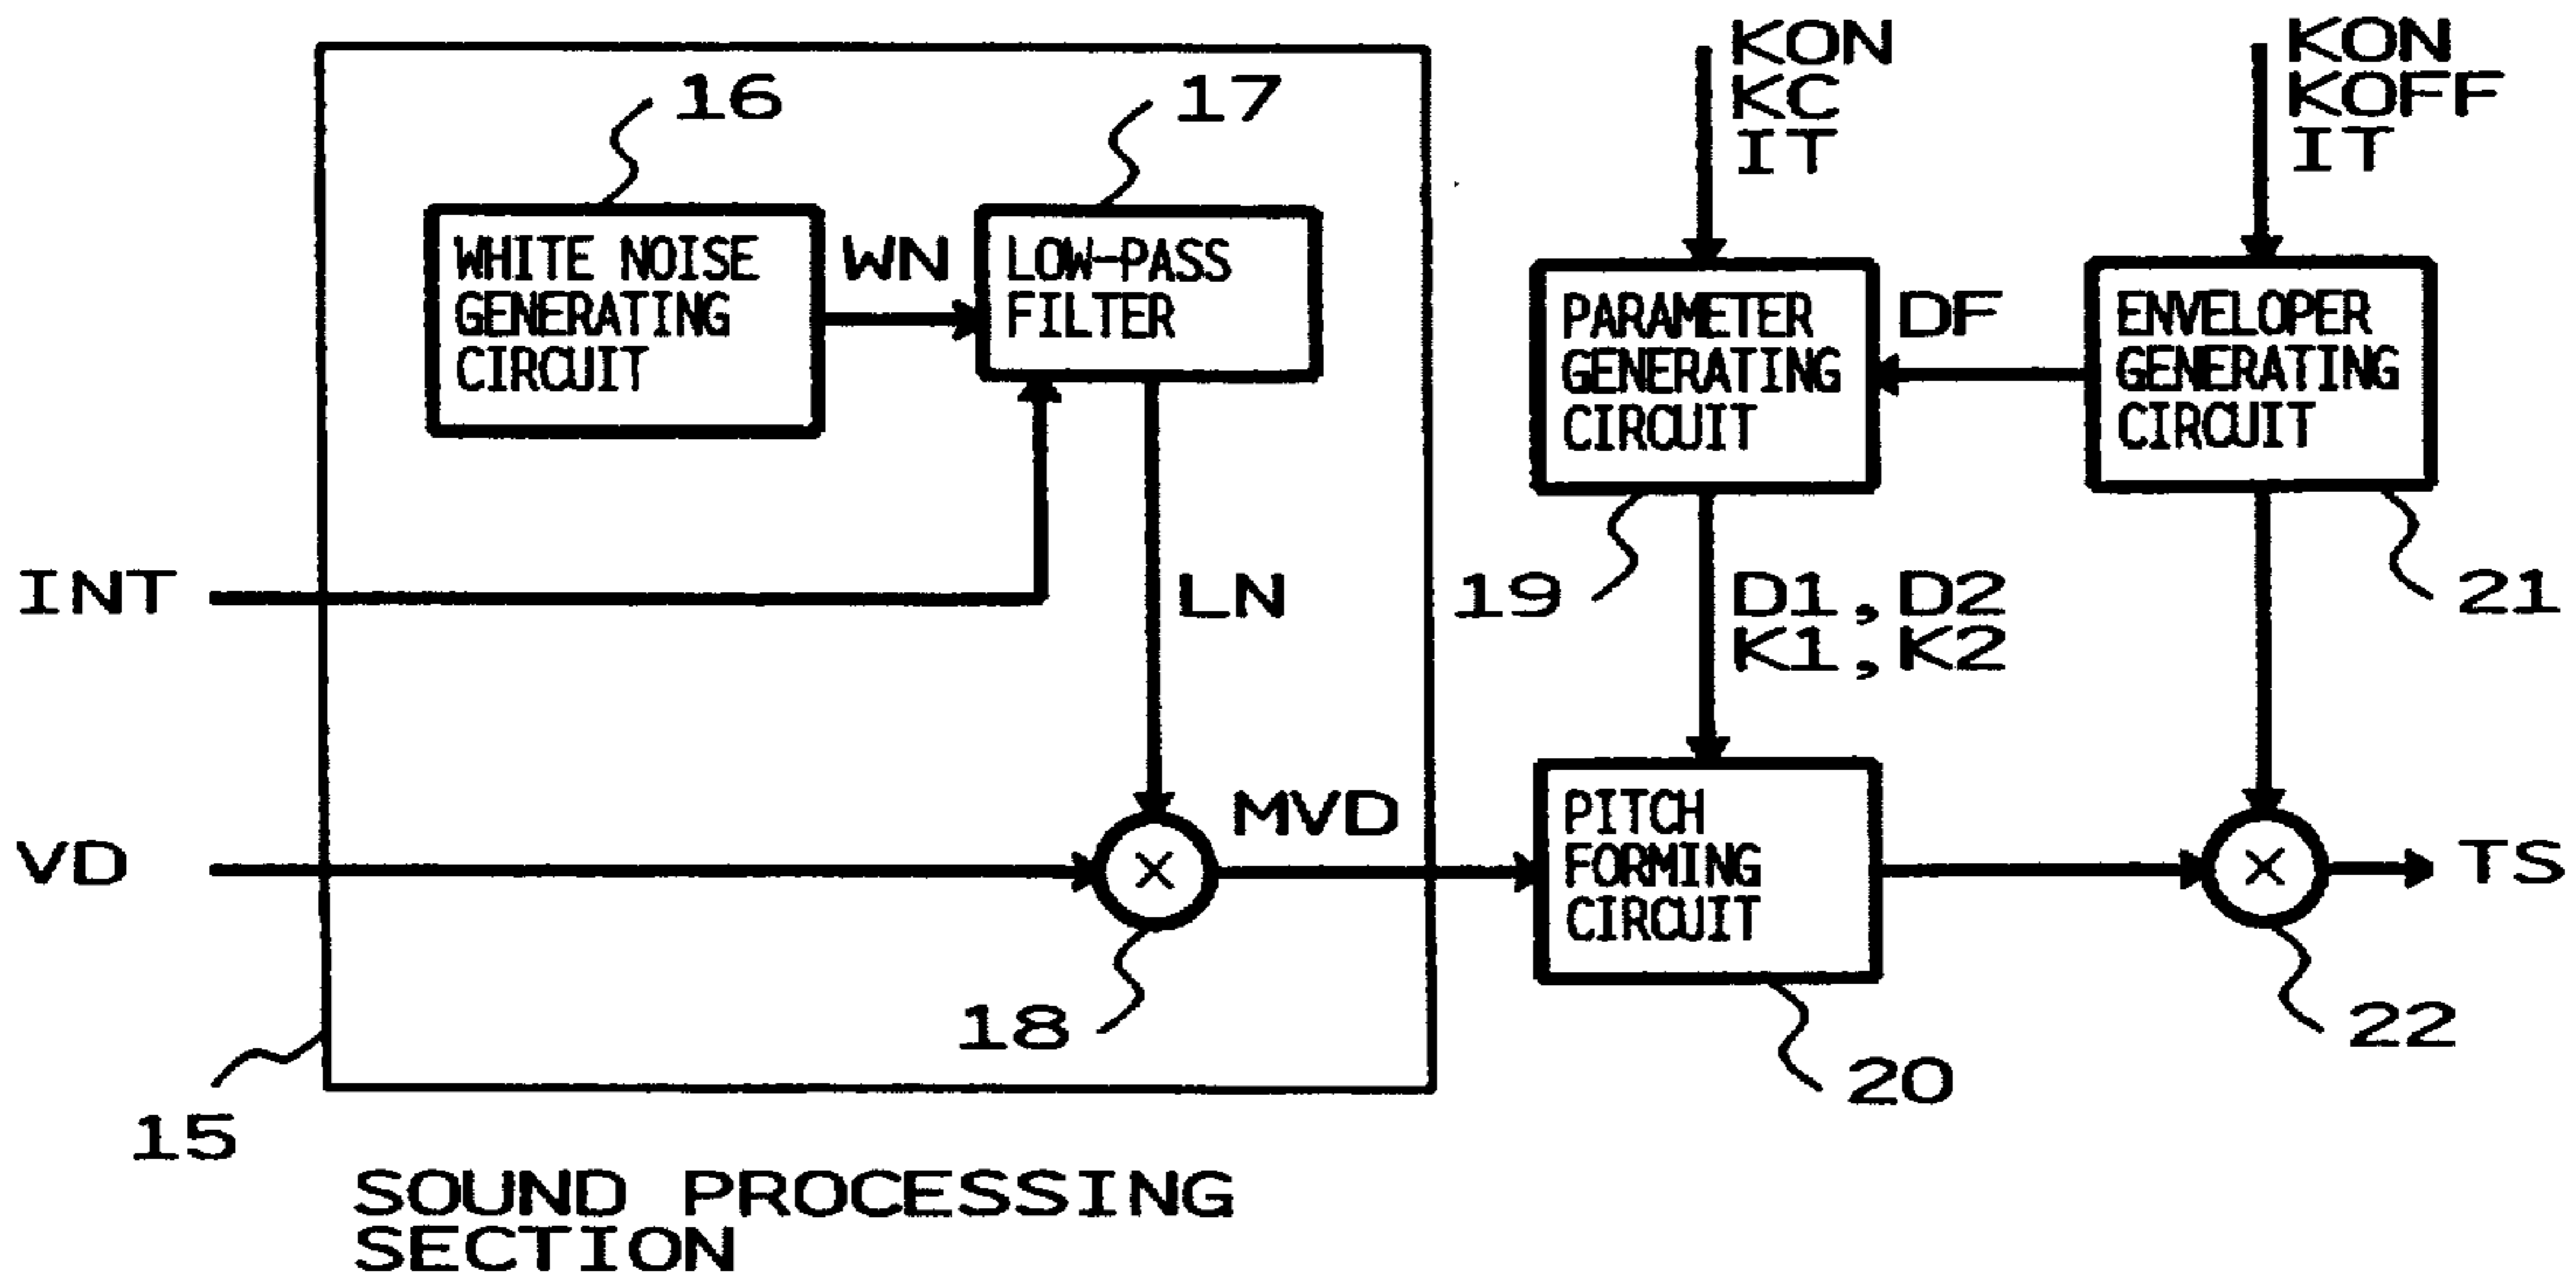 KON
KC
IT
KON
KOFF
IT
16
17
WHITE NOISE
GENERATING
CIRCUIT
WN
LOW-PASS
FILTER
PARAMETER
GENERATING
CIRCUIT
DF
ENVELOPER
GENERATING
CIRCUIT
INT
LN
19
D1,D2
K1,K2
21
VD
MVD
×
PITCH
FORMING
CIRCUIT
×
TS
18
20
22
15
SOUND PROCESSING
SECTION